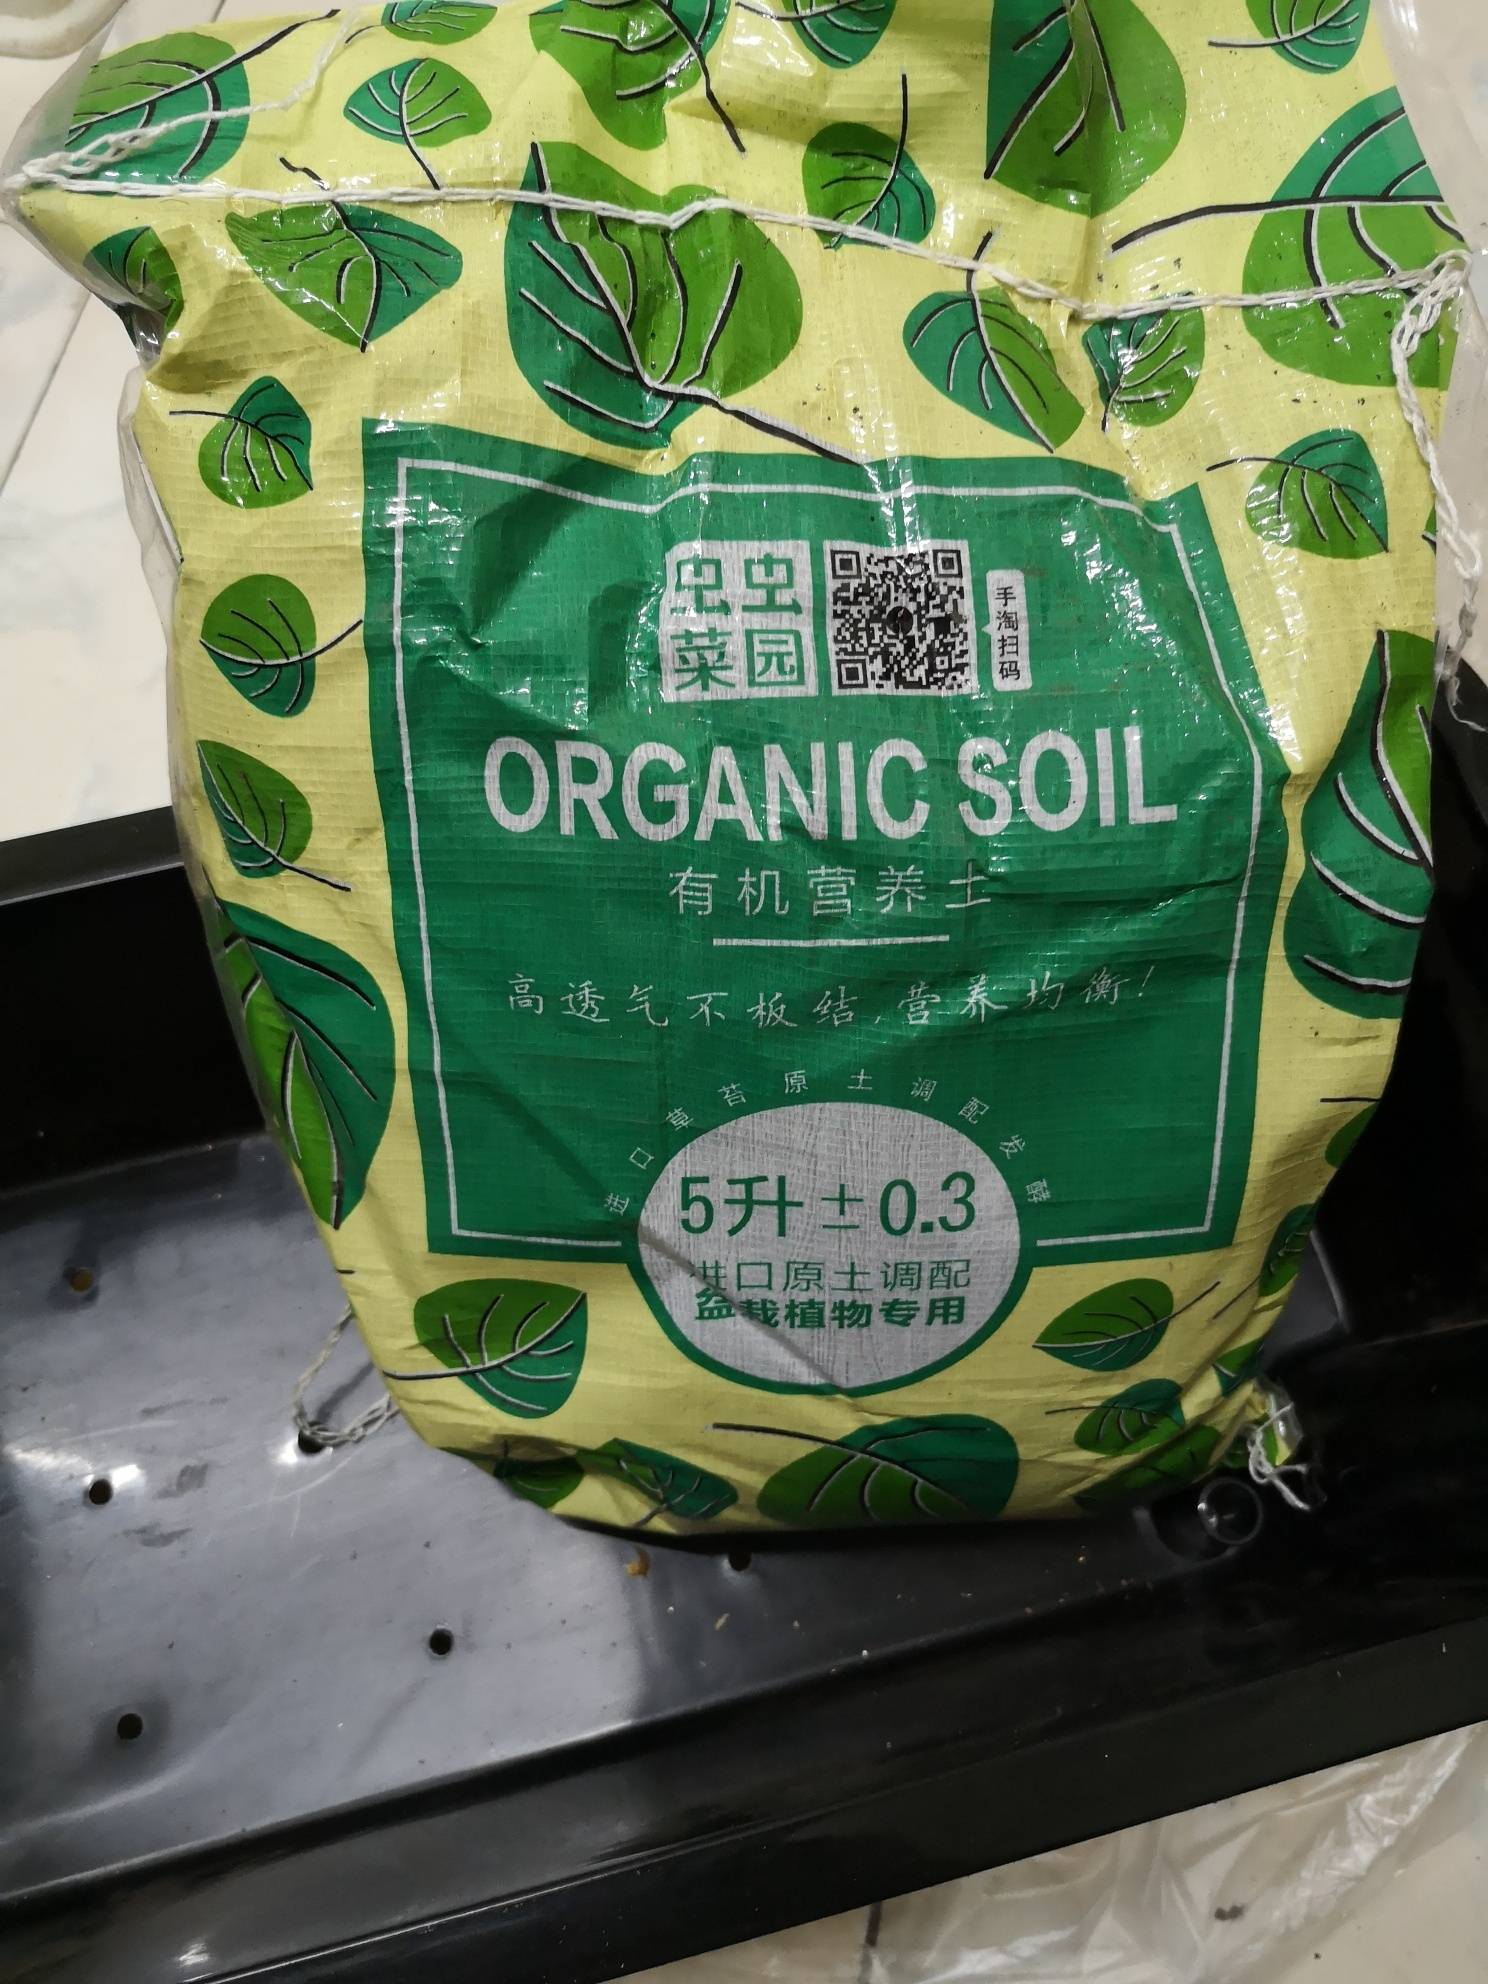 虫虫
菜园
手淘扫码
ORGANIC SOIL
有机营养土
高透气不板结,营养均衡!
进口草苔原土调配发酵
5升±0.3
进口原土调配
盆栽植物专用